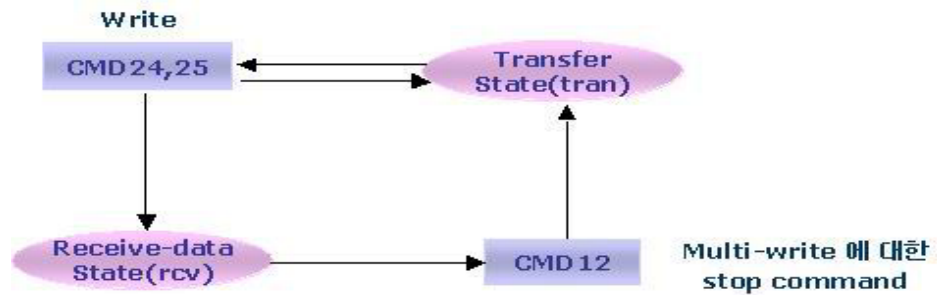 Write
CMD24,25
Transfer
State(tran)
Receive-data
State(rcv)
CMD12
Multi-write 에 대한
stop command